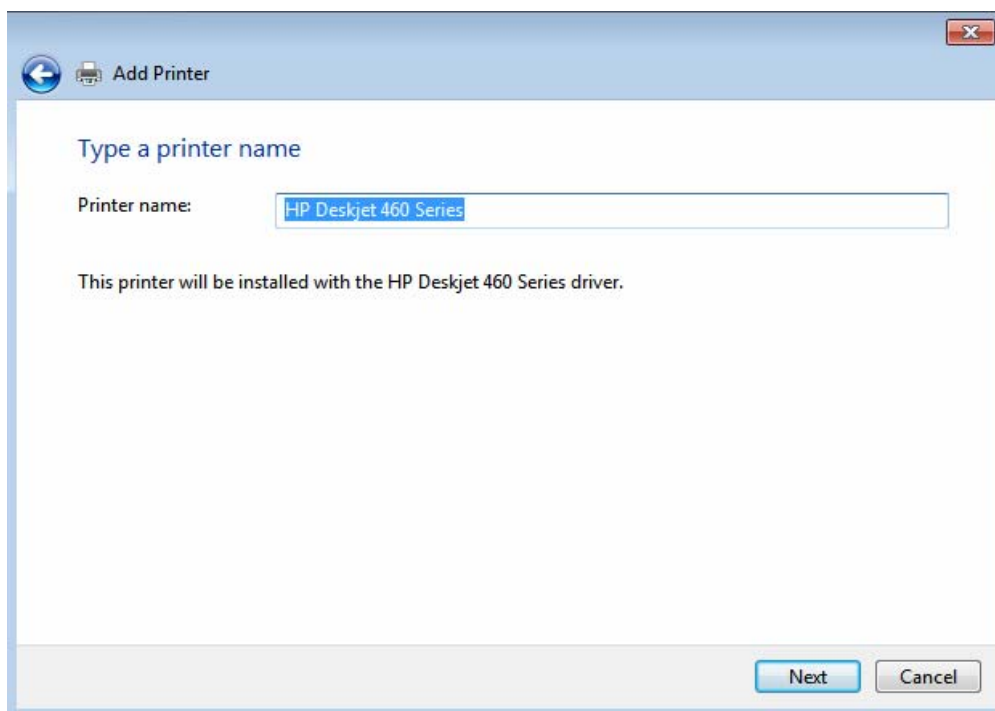 Add Printer
Type a printer name
Printer name: HP Deskjet 460 Series
This printer will be installed with the HP Deskjet 460 Series driver.
Next Cancel